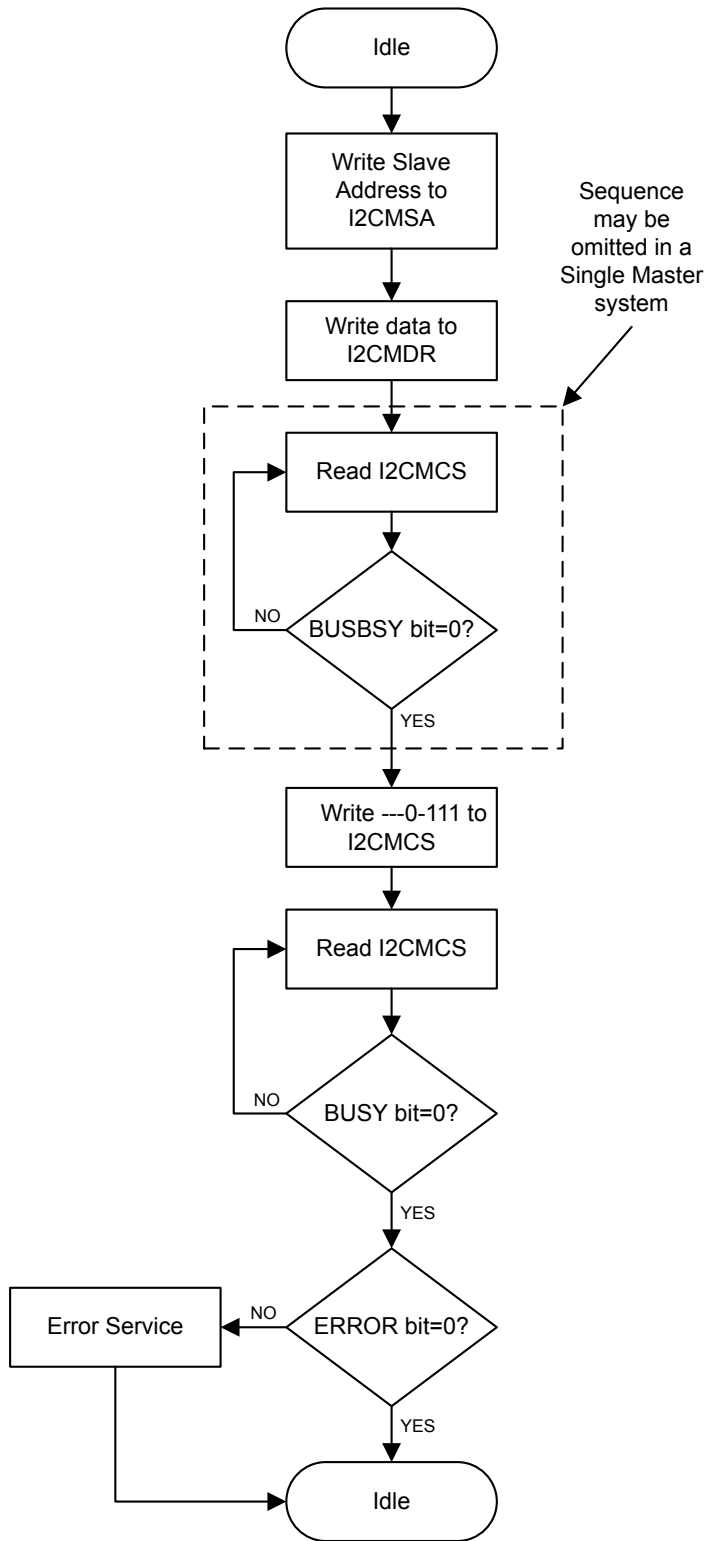 Idle
Write Slave
Address to
I2CMSA
Sequence
may be
omitted in a
Single Master
system
Write data to
I2CMDR
Read I2CMCS
NO
BUSBSY bit=0?
YES
Write ---0-111 to
I2CMCS
Read I2CMCS
NO
BUSY bit=0?
YES
Error Service
NO
ERROR bit=0?
YES
Idle